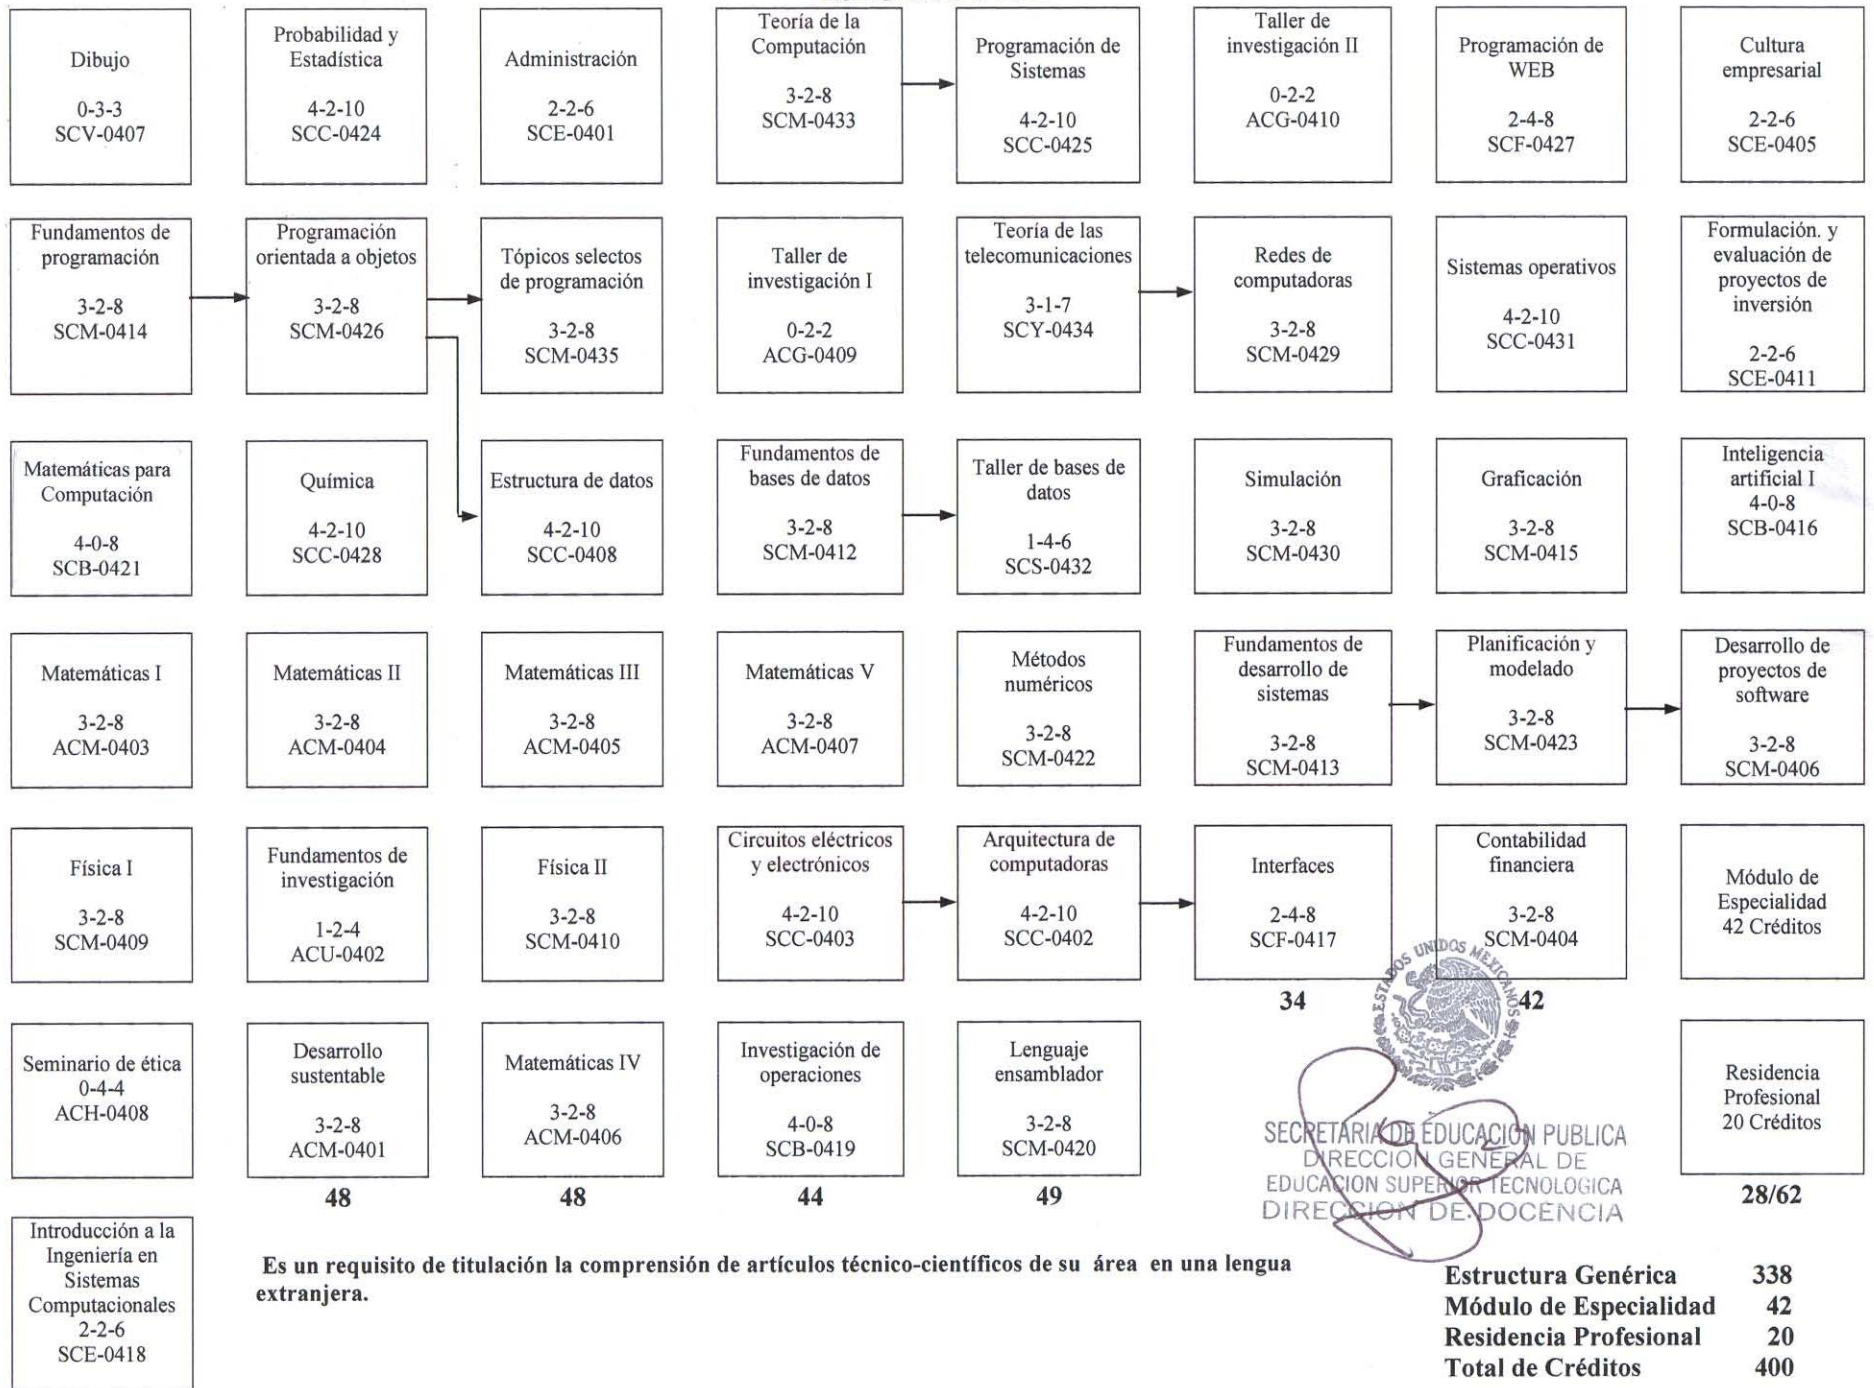 Dibujo
0-3-3
SCV-0407
Probabilidad y
Estadística
4-2-10
SCC-0424
Administración
2-2-6
SCE-0401
Teoría de la
Computación
3-2-8
SCM-0433
Programación de
Sistemas
4-2-10
SCC-0425
Taller de
investigación II
0-2-2
ACG-0410
Programación de
WEB
2-4-8
SCF-0427
Cultura
empresarial
2-2-6
SCE-0405
Fundamentos de
programación
3-2-8
SCM-0414
Programación
orientada a objetos
3-2-8
SCM-0426
Tópicos selectos
de programación
3-2-8
SCM-0435
Taller de
investigación I
0-2-2
ACG-0409
Teoría de las
telecomunicaciones
3-1-7
SCY-0434
Redes de
computadoras
3-2-8
SCM-0429
Sistemas operativos
4-2-10
SCC-0431
Formulación. y
evaluación de
proyectos de
inversión
2-2-6
SCE-0411
Matemáticas para
Computación
4-0-8
SCB-0421
Química
4-2-10
SCC-0428
Estructura de datos
4-2-10
SCC-0408
Fundamentos de
bases de datos
3-2-8
SCM-0412
Taller de bases de
datos
1-4-6
SCS-0432
Simulación
3-2-8
SCM-0430
Graficación
3-2-8
SCM-0415
Inteligencia
artificial I
4-0-8
SCB-0416
Matemáticas I
3-2-8
ACM-0403
Matemáticas II
3-2-8
ACM-0404
Matemáticas III
3-2-8
ACM-0405
Matemáticas V
3-2-8
ACM-0407
Métodos
numéricos
3-2-8
SCM-0422
Fundamentos de
desarrollo de
sistemas
3-2-8
SCM-0413
Planificación y
modelado
3-2-8
SCM-0423
Desarrollo de
proyectos de
software
3-2-8
SCM-0406
Física I
3-2-8
SCM-0409
Fundamentos de
investigación
1-2-4
ACU-0402
Física II
3-2-8
SCM-0410
Circuitos eléctricos
y electrónicos
4-2-10
SCC-0403
Arquitectura de
computadoras
4-2-10
SCC-0402
Interfaces
2-4-8
SCF-0417
34
Contabilidad
financiera
3-2-8
SCM-0404
42
Módulo de
Especialidad
42 Créditos
Seminario de ética
0-4-4
ACH-0408
Desarrollo
sustentable
3-2-8
ACM-0401
48
Matemáticas IV
3-2-8
ACM-0406
48
Investigación de
operaciones
4-0-8
SCB-0419
44
Lenguaje
ensamblador
3-2-8
SCM-0420
49
ESTADOS UNIDOS MEXICANOS
SECRETARIA DE EDUCACION PUBLICA
DIRECCION GENERAL DE
EDUCACION SUPERIOR TECNOLOGICA
DIRECCION DE DOCENCIA
Residencia
Profesional
20 Créditos
28/62
Introducción a la
Ingeniería en
Sistemas
Computacionales
2-2-6
SCE-0418
Es un requisito de titulación la comprensión de artículos técnico-científicos de su área en una lengua
extranjera.
Estructura Genérica 338
Módulo de Especialidad 42
Residencia Profesional 20
Total de Créditos 400